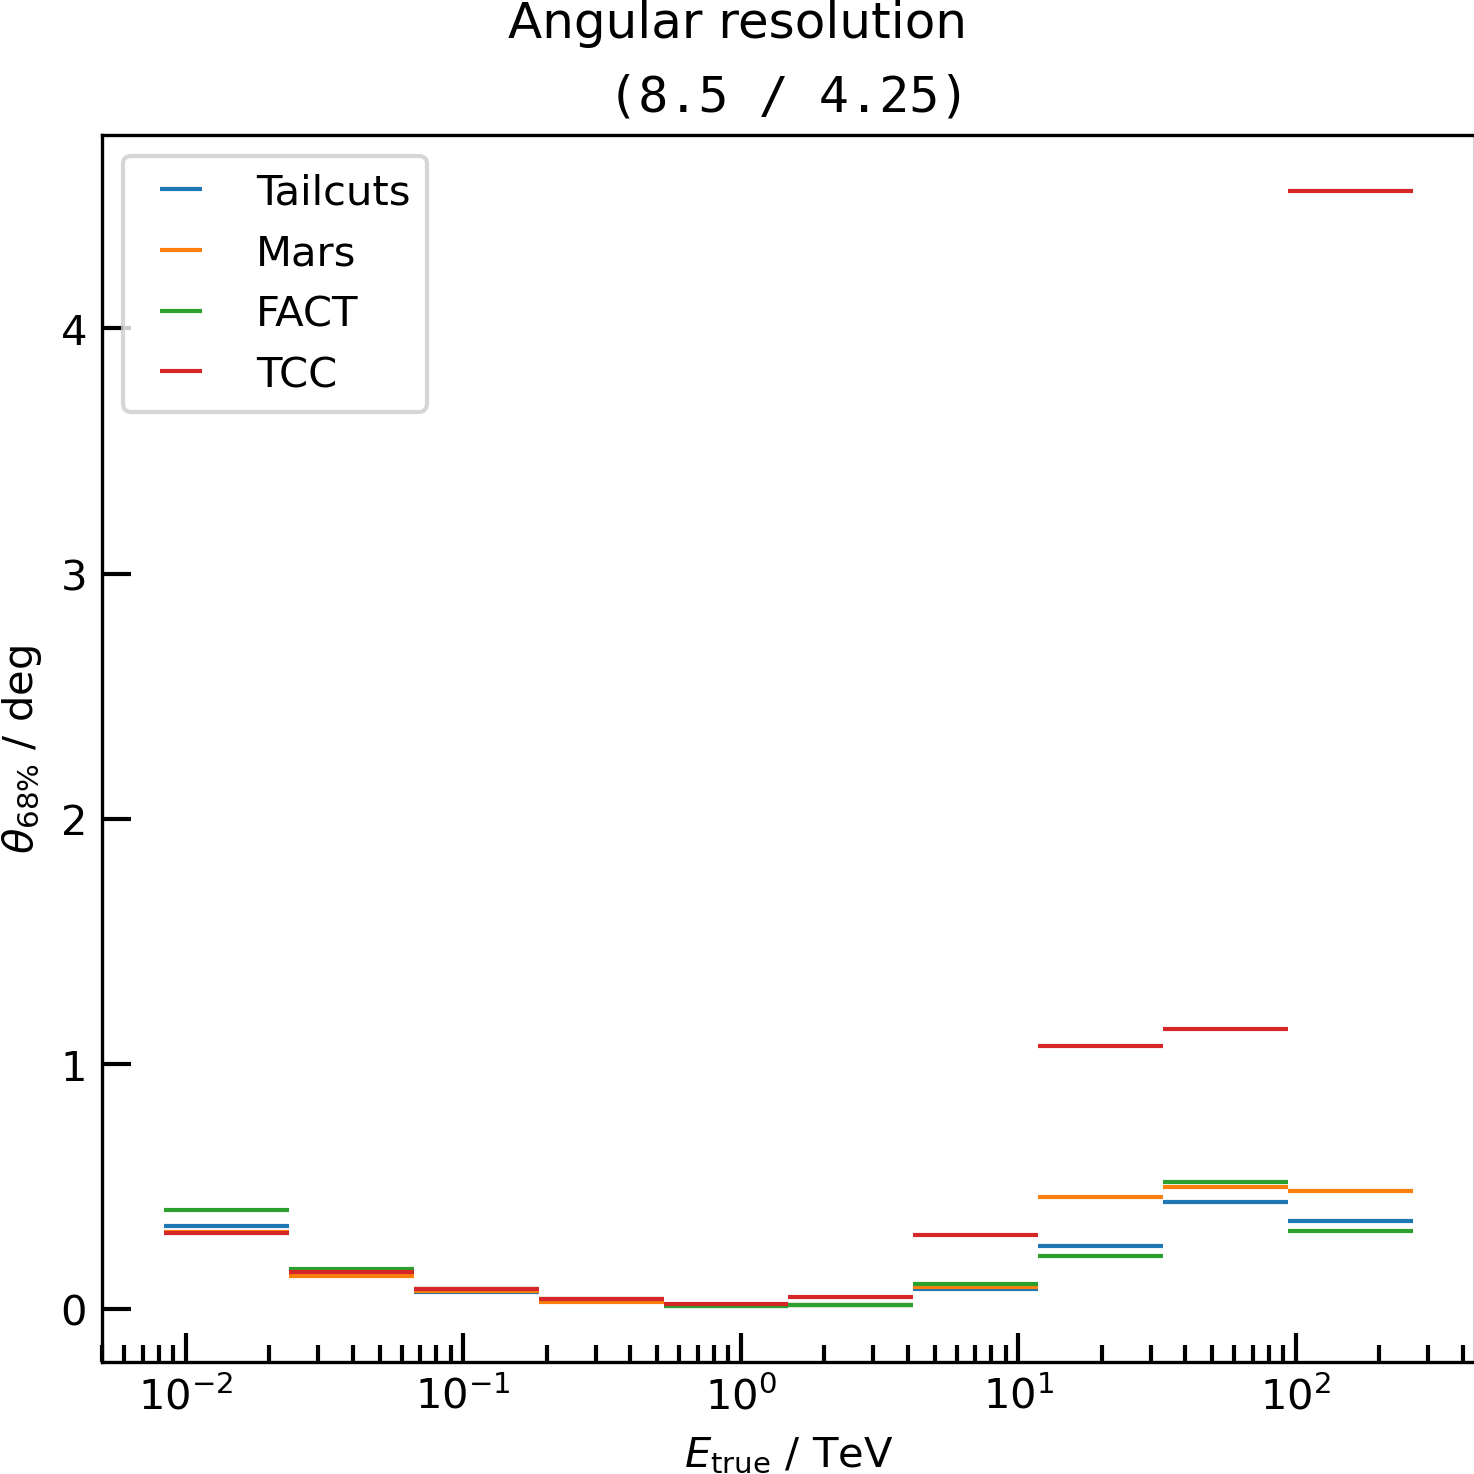 Angular resolution
(8.5 / 4.25)
Tailcuts
Mars
FACT
TCC
4
3
2
1
0
θ68% / deg
10⁻² 10⁻¹ 10⁰ 10¹ 10²
Etrue / TeV